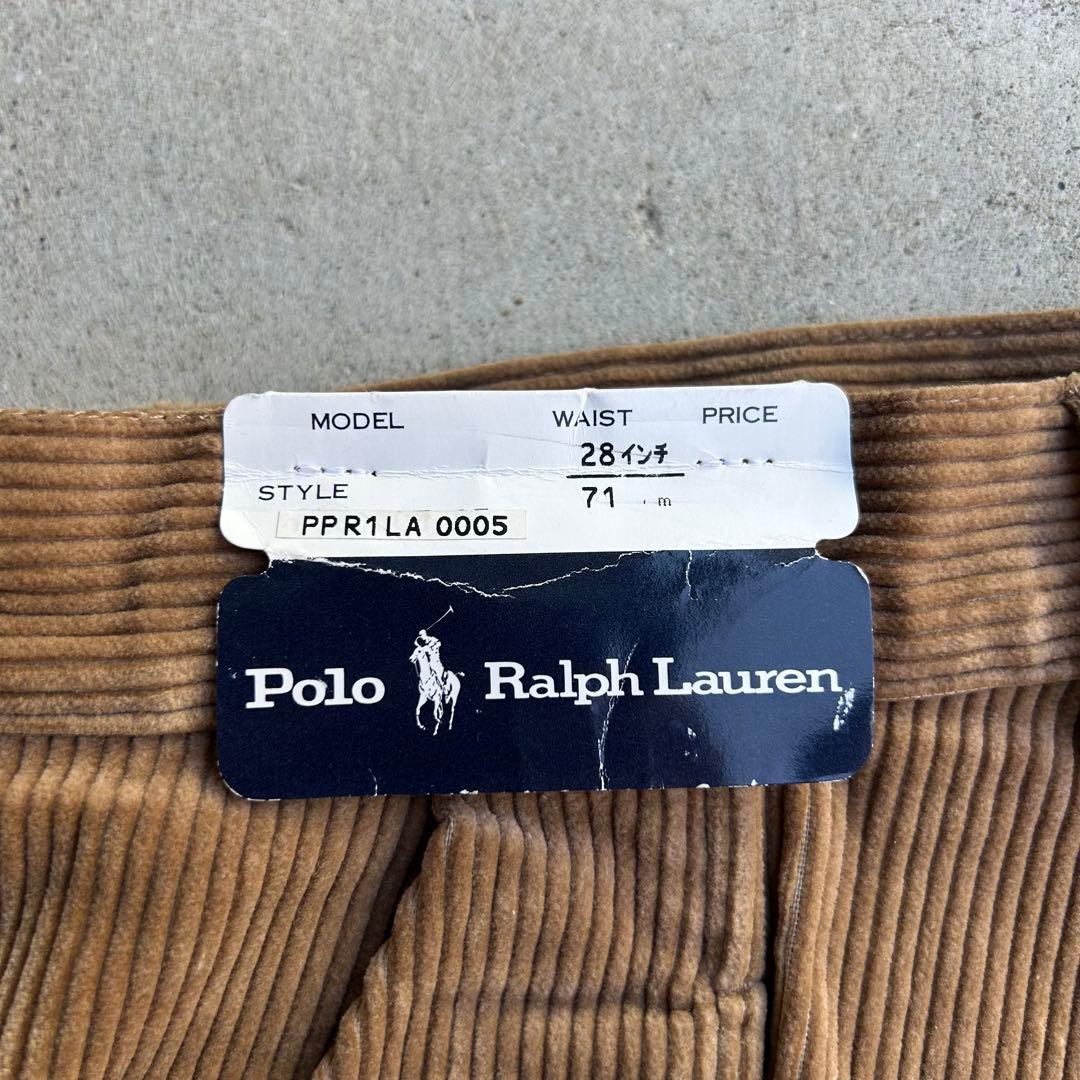 MODEL WAIST PRICE
28インチ
STYLE 71 m
PPR1LA 0005
Polo Ralph Lauren